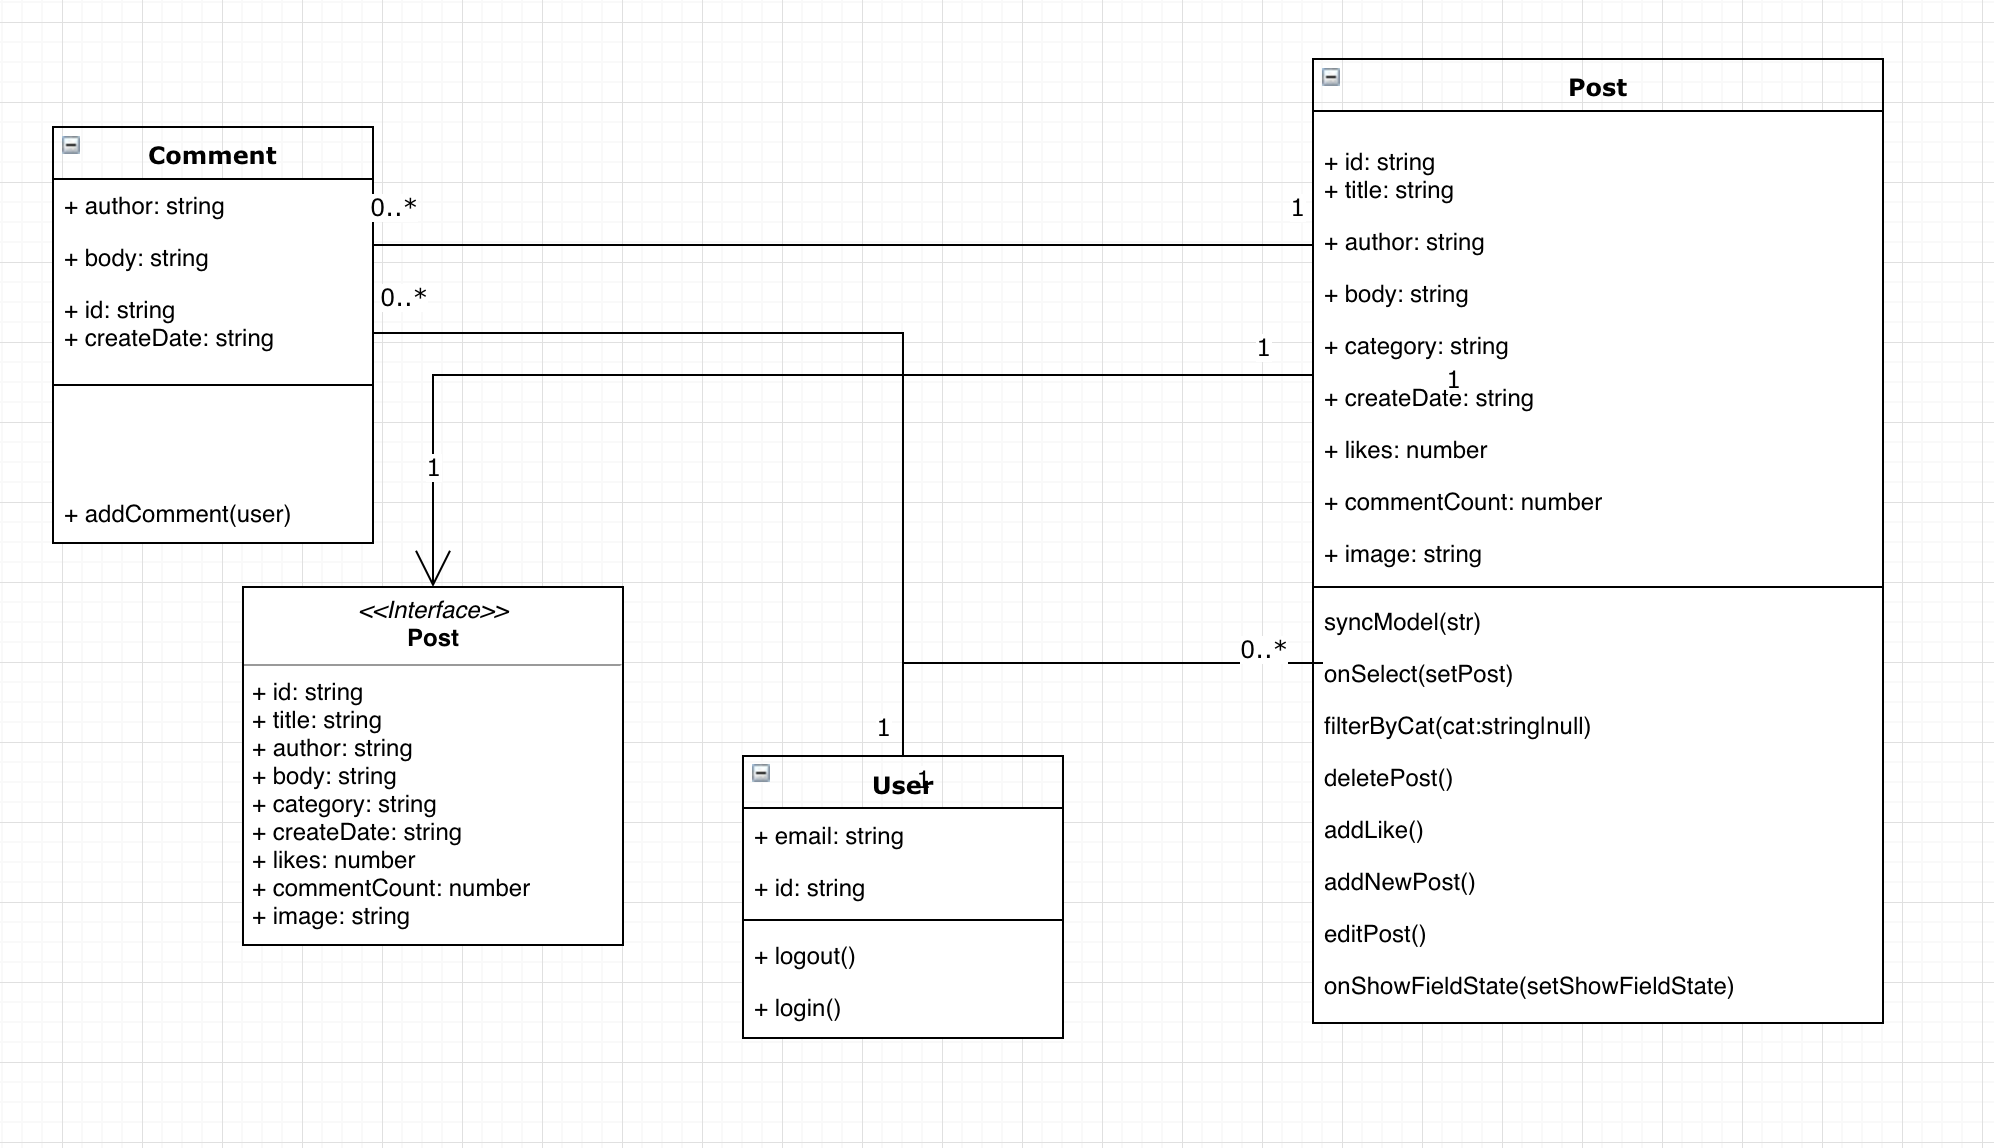 Comment
+ author: string
+ body: string
+ id: string
+ createDate: string
+ addComment(user)
0..*
1
0..*
1
1
1
0..*
1
1
<<Interface>>
Post
+ id: string
+ title: string
+ author: string
+ body: string
+ category: string
+ createDate: string
+ likes: number
+ commentCount: number
+ image: string
User
+ email: string
+ id: string
+ logout()
+ login()
Post
+ id: string
+ title: string
+ author: string
+ body: string
+ category: string
+ createDate: string
+ likes: number
+ commentCount: number
+ image: string
syncModel(str)
onSelect(setPost)
filterByCat(cat:string|null)
deletePost()
addLike()
addNewPost()
editPost()
onShowFieldState(setShowFieldState)